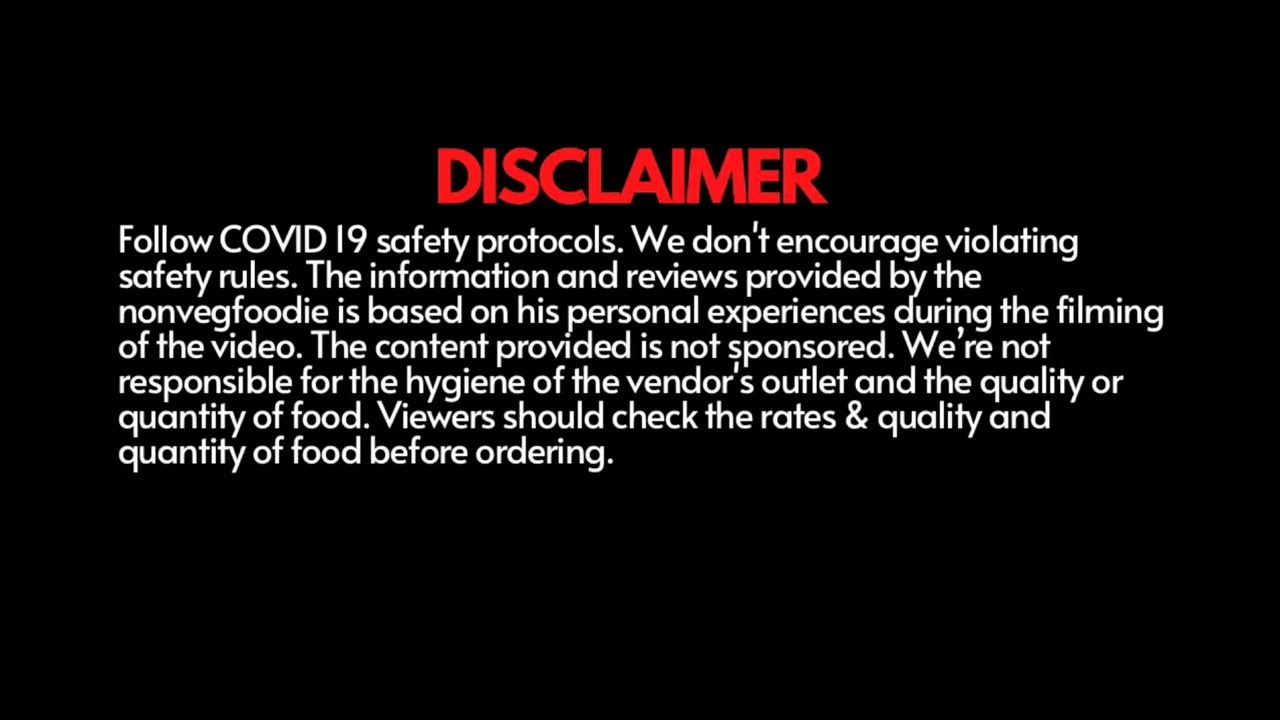 DISCLAIMER
Follow COVID 19 safety protocols. We don't encourage violating
safety rules. The information and reviews provided by the
nonvegfoodie is based on his personal experiences during the filming
of the video. The content provided is not sponsored. We’re not
responsible for the hygiene of the vendor's outlet and the quality or
quantity of food. Viewers should check the rates & quality and
quantity of food before ordering.